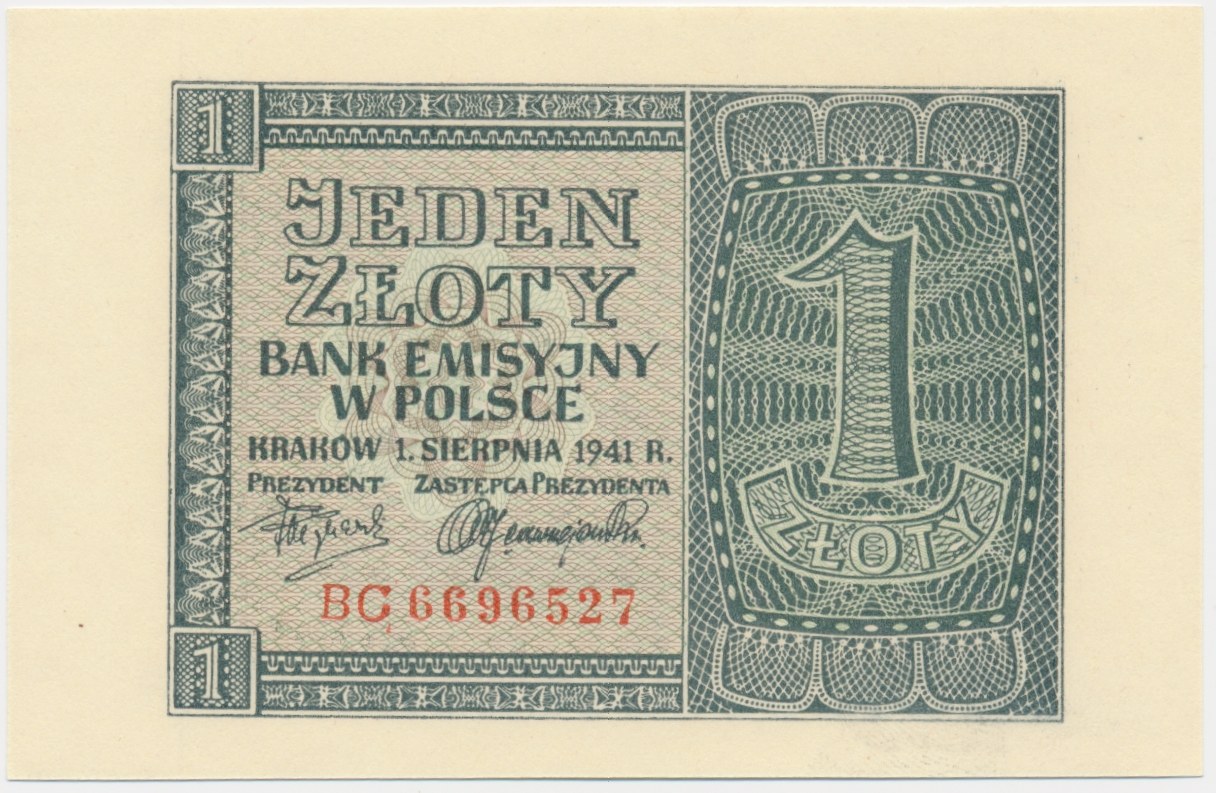 1
JEDEN
ZŁOTY
BANK EMISYJNY
W POLSCE
KRAKÓW 1. SIERPNIA 1941 R.
PREZYDENT ZASTĘPCA PREZYDENTA
BC 6696527
1
1
ZŁOTY